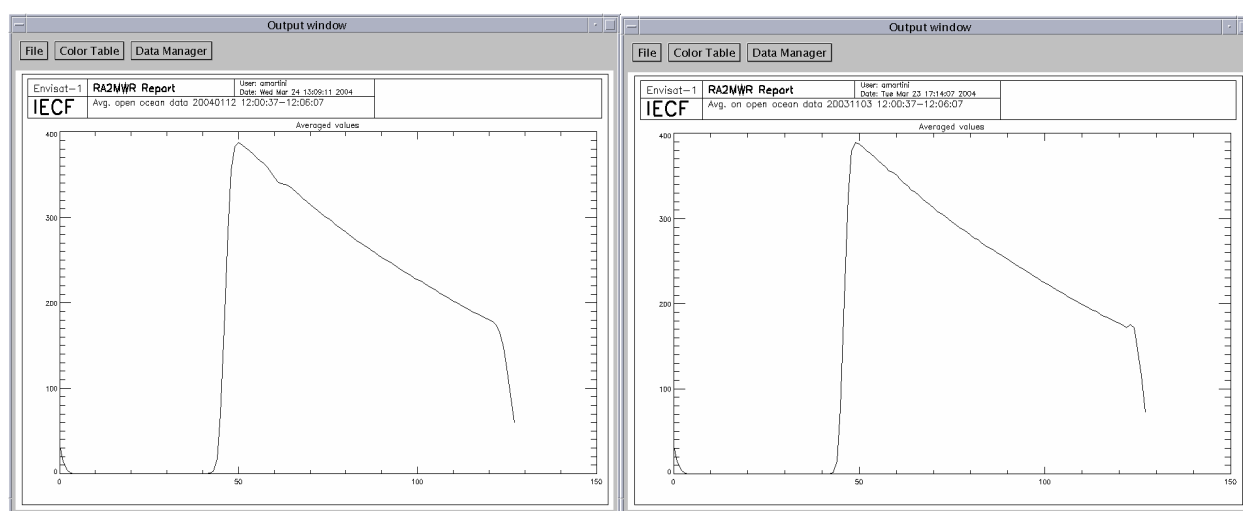 Output window
File Color Table Data Manager
Envisat-1 RA2MWR Report User: amartini
Date: Wed Mar 24 13:09:11 2004
IECF Avg. open ocean data 20040112 12:00:37-12:06:07
Averaged values
400
300
200
100
0
0 50 100 150
Output window
File Color Table Data Manager
Envisat-1 RA2MWR Report User: amartini
Date: Tue Mar 23 17:14:07 2004
IECF Avg. on open ocean data 20031103 12:00:37-12:06:07
Averaged values
400
300
200
100
0
0 50 100 150